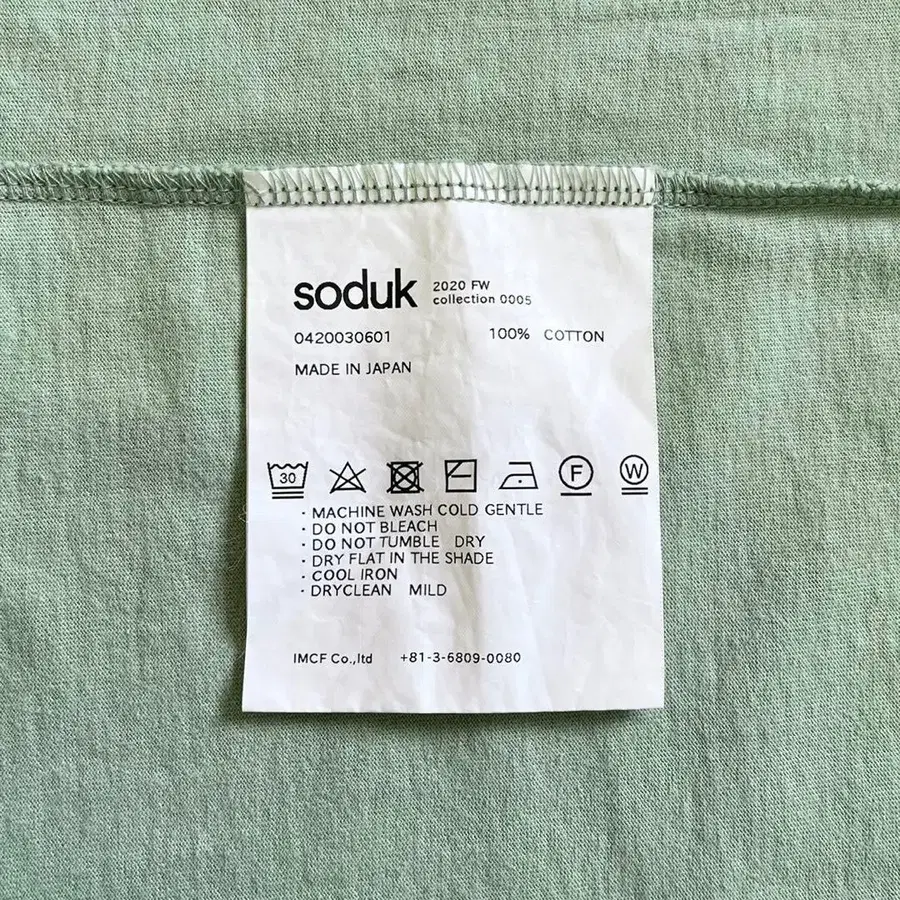 soduk 2020 FW
collection 0005
0420030601 100% COTTON
MADE IN JAPAN
30 F W
· MACHINE WASH COLD GENTLE
· DO NOT BLEACH
· DO NOT TUMBLE DRY
· DRY FLAT IN THE SHADE
· COOL IRON
· DRYCLEAN MILD
IMCF Co.,ltd +81-3-6809-0080